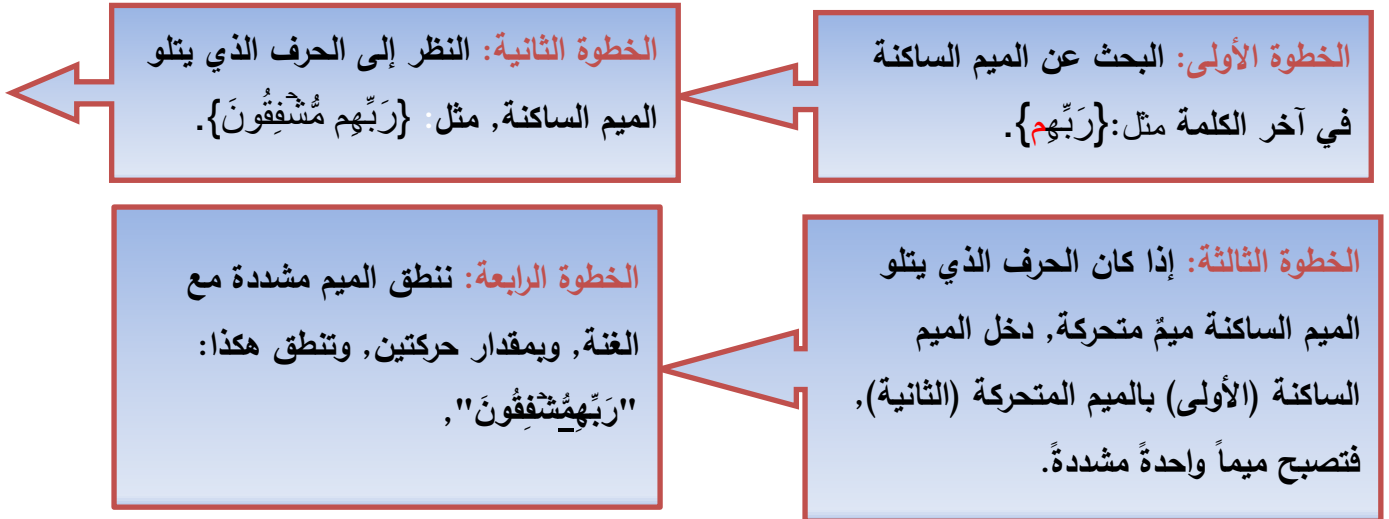 الخطوة الأولى: البحث عن الميم الساكنة
في آخر الكلمة مثل:{رَبِّهِم}.
الخطوة الثانية: النظر إلى الحرف الذي يتلو
الميم الساكنة, مثل: {رَبِّهِم مُّشۡفِقُونَ}.
الخطوة الثالثة: إذا كان الحرف الذي يتلو
الميم الساكنة ميمٌ متحركة, دخل الميم
الساكنة (الأولى) بالميم المتحركة (الثانية),
فتصبح ميماً واحدةً مشددةً.
الخطوة الرابعة: ننطق الميم مشددة مع
الغنة, وبمقدار حركتين, وتنطق هكذا:
"رَبِّهِمُّشۡفِقُونَ",